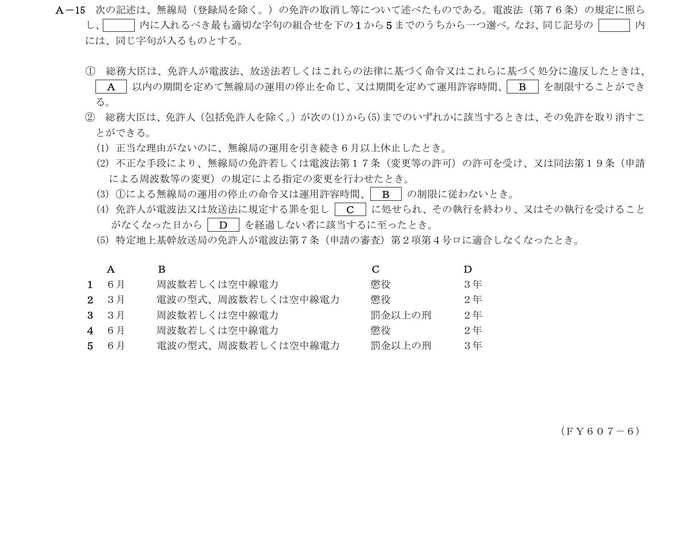 A－15 次の記述は、無線局（登録局を除く。）の免許の取消し等について述べたものである。電波法（第７６条）の規定に照ら
し、 内に入れるべき最も適切な字句の組合せを下の1から5までのうちから一つ選べ。なお、同じ記号の 内
には、同じ字句が入るものとする。
① 総務大臣は、免許人が電波法、放送法若しくはこれらの法律に基づく命令又はこれらに基づく処分に違反したときは、
A 以内の期間を定めて無線局の運用の停止を命じ、又は期間を定めて運用許容時間、 B を制限することができ
る。
② 総務大臣は、免許人（包括免許人を除く。）が次の(1)から(5)までのいずれかに該当するときは、その免許を取り消すこ
とができる。
(1) 正当な理由がないのに、無線局の運用を引き続き６月以上休止したとき。
(2) 不正な手段により、無線局の免許若しくは電波法第１７条（変更等の許可）の許可を受け、又は同法第１９条（申請
による周波数等の変更）の規定による指定の変更を行わせたとき。
(3) ①による無線局の運用の停止の命令又は運用許容時間、 B の制限に従わないとき。
(4) 免許人が電波法又は放送法に規定する罪を犯し C に処せられ、その執行を終わり、又はその執行を受けること
がなくなった日から D を経過しない者に該当するに至ったとき。
(5) 特定地上基幹放送局の免許人が電波法第７条（申請の審査）第２項第４号ロに適合しなくなったとき。
A B C D
1 ６月 周波数若しくは空中線電力 懲役 ３年
2 ３月 電波の型式、周波数若しくは空中線電力 懲役 ２年
3 ３月 周波数若しくは空中線電力 罰金以上の刑 ２年
4 ６月 周波数若しくは空中線電力 懲役 ２年
5 ６月 電波の型式、周波数若しくは空中線電力 罰金以上の刑 ３年
（ＦＹ６０７－６）